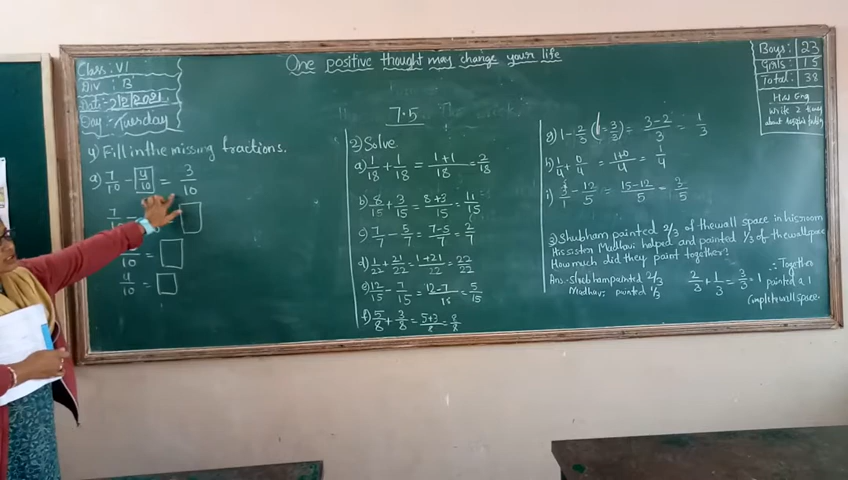 Class: VI
Div : B
Date: 2/2/2021
Day: Tuesday
One positive thought may change your life
Boys: 23
Girls: 15
Total: 38
H.W Eng
Write 2 times
about
7.5
4) Fill in the missing fractions.
a) 7/10 - 4/10 = 3/10
7/10 -
10 =
4/10 =
2) Solve
a) 1/18 + 1/18 = 1+1/18 = 2/18
b) 8/15 + 3/15 = 8+3/15 = 11/15
c) 7/7 - 5/7 = 7-5/7 = 2/7
d) 1/22 + 21/22 = 1+21/22 = 22/22
e) 12/15 - 7/15 = 12-7/15 = 5/15
f) 5/8 + 3/8 = 5+3/8 = 8/8
g) 1 - 2/3 (1 = 3/3) = 3-2/3 = 1/3
h) 1/4 + 0/4 = 1+0/4 = 1/4
i) 3/1 - 12/5 = 15-12/5 = 3/5
3) Shubham painted 2/3 of the wall space in his room
His sister Madhavi helped and painted 1/3 of the wall space
How much did they paint together?
Ans:- Shubham painted 2/3
Madhavi painted 1/3
2/3 + 1/3 = 3/3 = 1
∴ Together
painted a 1
Complete wall space.